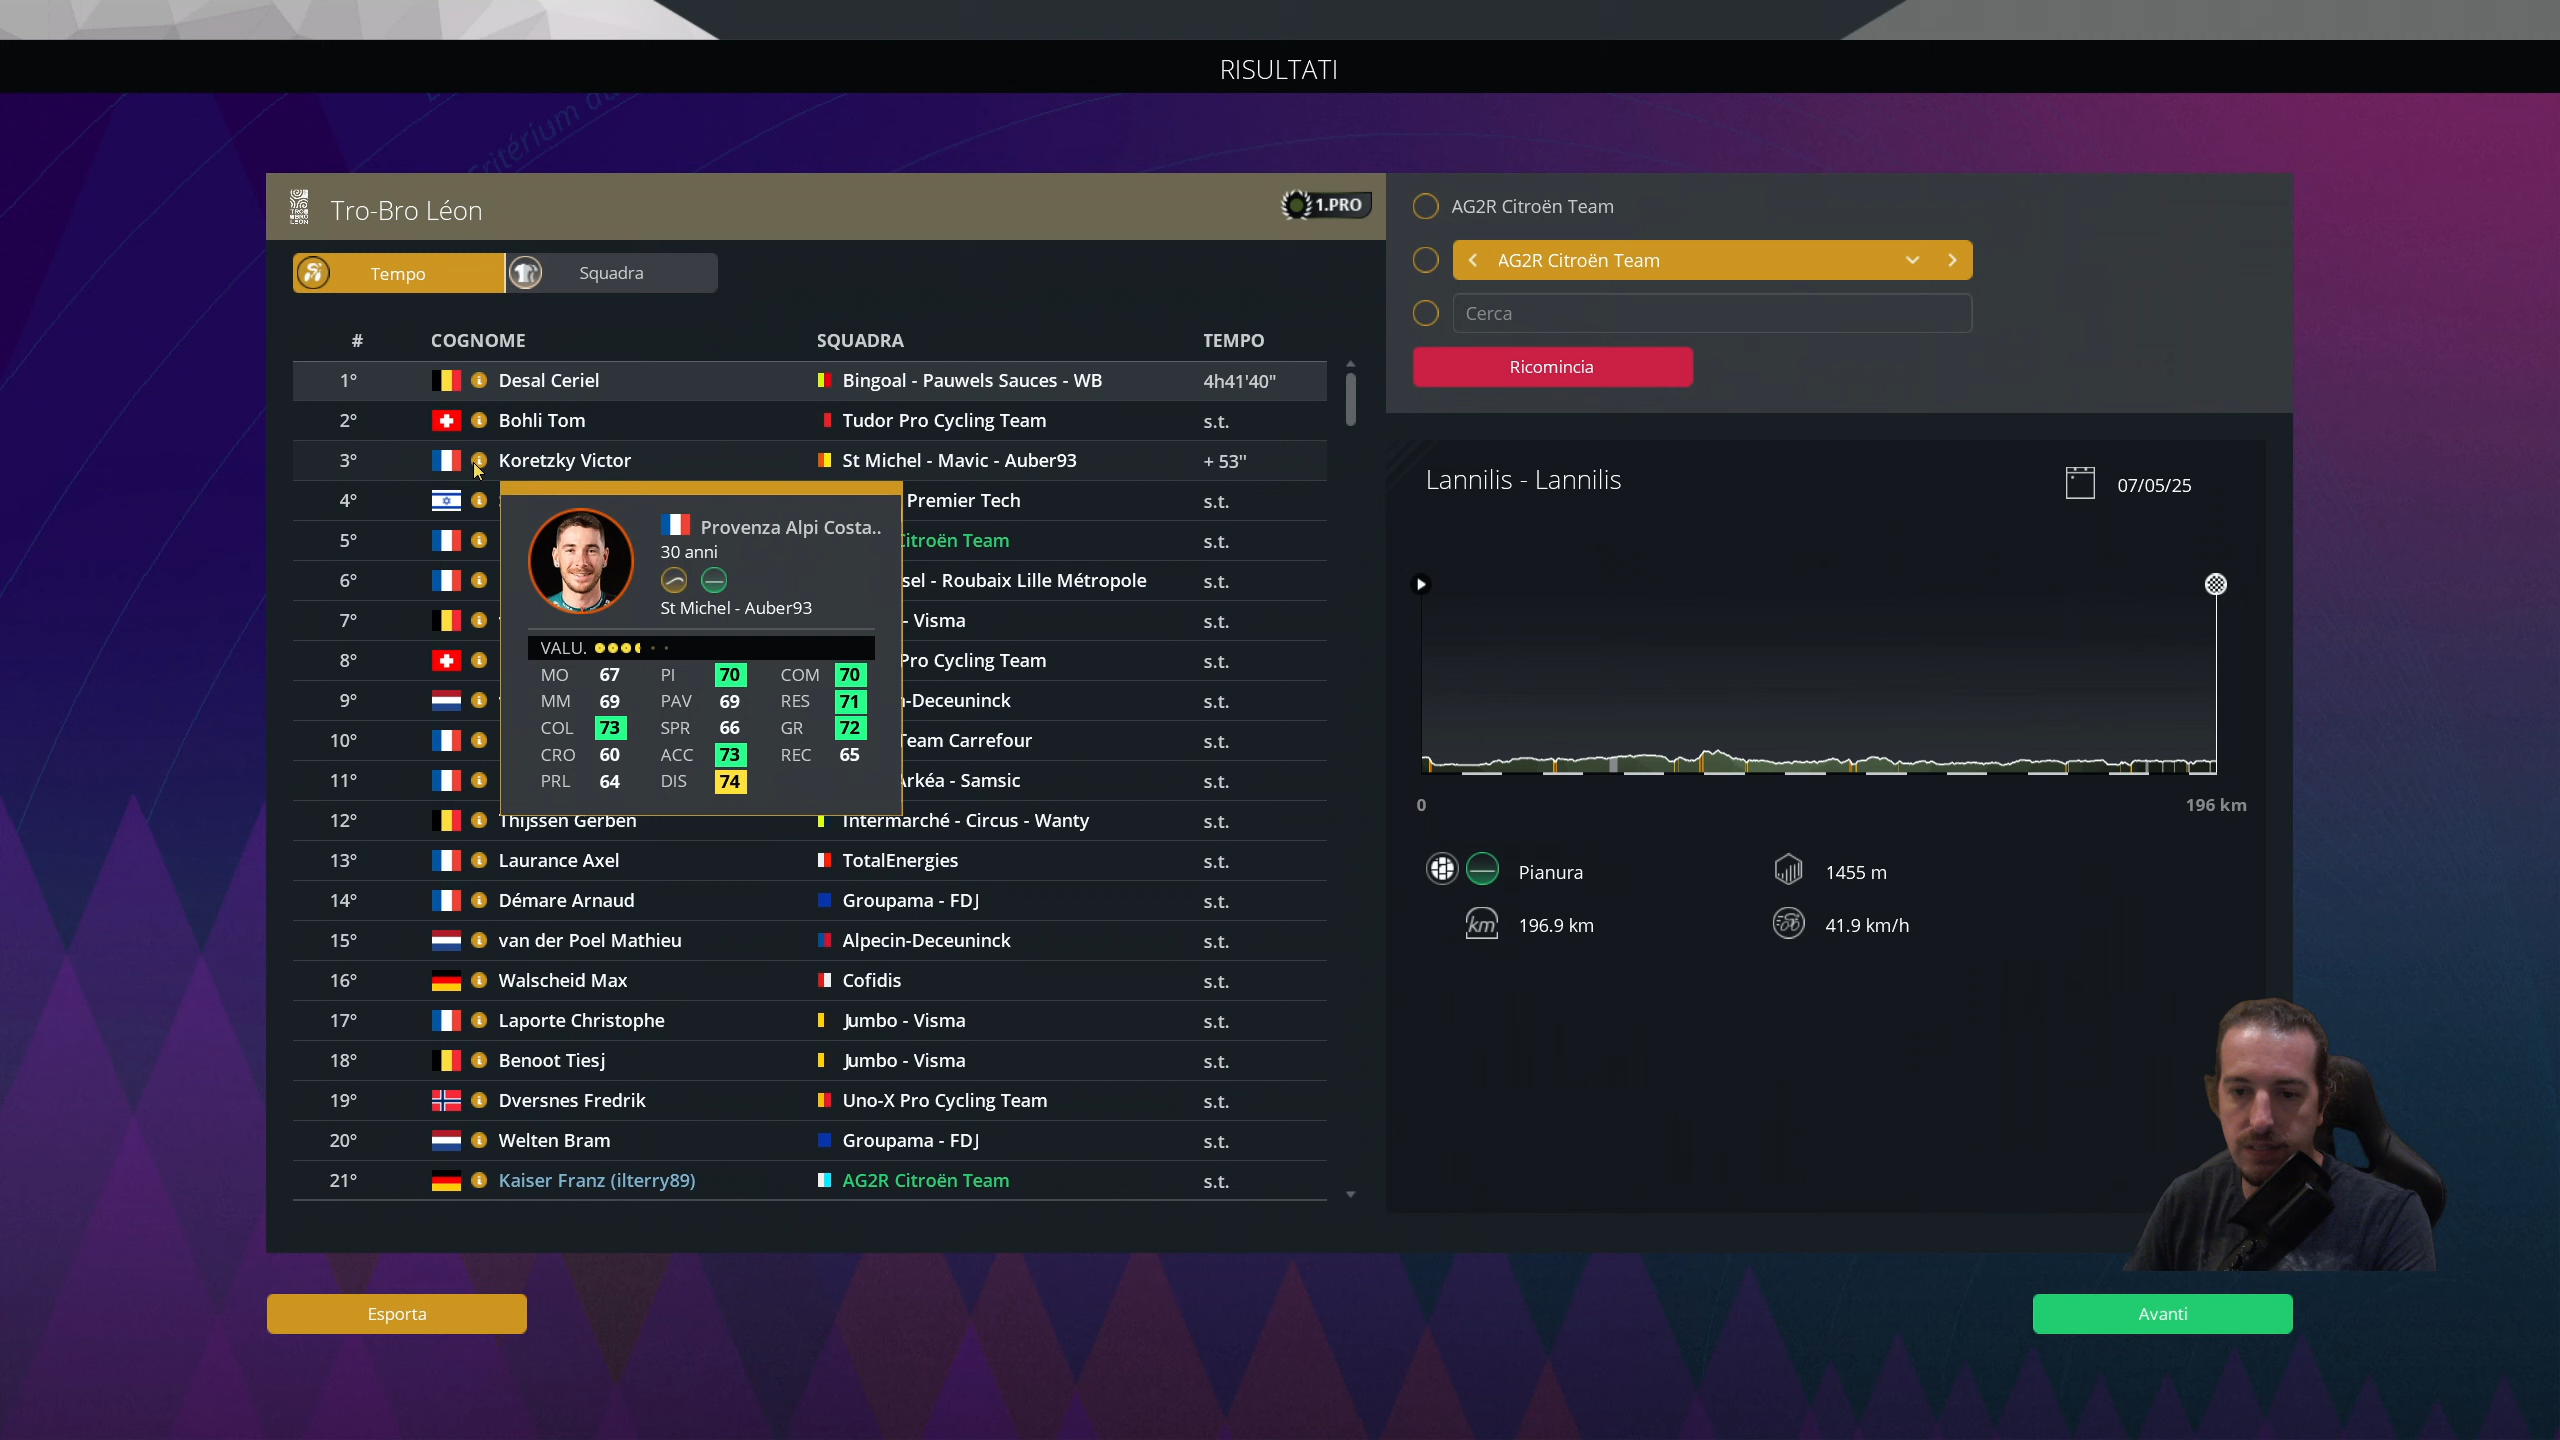 RISULTATI
Tro-Bro Léon
1.PRO
Tempo
Squadra
# COGNOME SQUADRA TEMPO
1° Desal Ceriel Bingoal - Pauwels Sauces - WB 4h41'40"
2° Bohli Tom Tudor Pro Cycling Team s.t.
3° Koretzky Victor St Michel - Mavic - Auber93 + 53"
4° Premier Tech s.t.
5° Citroën Team s.t.
6° sel - Roubaix Lille Métropole s.t.
7° - Visma s.t.
8° Pro Cycling Team s.t.
9° -Deceuninck s.t.
10° Team Carrefour s.t.
11° Arkéa - Samsic s.t.
12° Thijssen Gerben Intermarché - Circus - Wanty s.t.
13° Laurance Axel TotalEnergies s.t.
14° Démare Arnaud Groupama - FDJ s.t.
15° van der Poel Mathieu Alpecin-Deceuninck s.t.
16° Walscheid Max Cofidis s.t.
17° Laporte Christophe Jumbo - Visma s.t.
18° Benoot Tiesj Jumbo - Visma s.t.
19° Dversnes Fredrik Uno-X Pro Cycling Team s.t.
20° Welten Bram Groupama - FDJ s.t.
21° Kaiser Franz (ilterry89) AG2R Citroën Team s.t.
Provenza Alpi Costa..
30 anni
St Michel - Auber93
VALU.
MO 67 PI 70 COM 70
MM 69 PAV 69 RES 71
COL 73 SPR 66 GR 72
CRO 60 ACC 73 REC 65
PRL 64 DIS 74
AG2R Citroën Team
AG2R Citroën Team
Cerca
Ricomincia
Lannilis - Lannilis
07/05/25
0 196 km
Pianura 1455 m
km 196.9 km 41.9 km/h
Esporta
Avanti